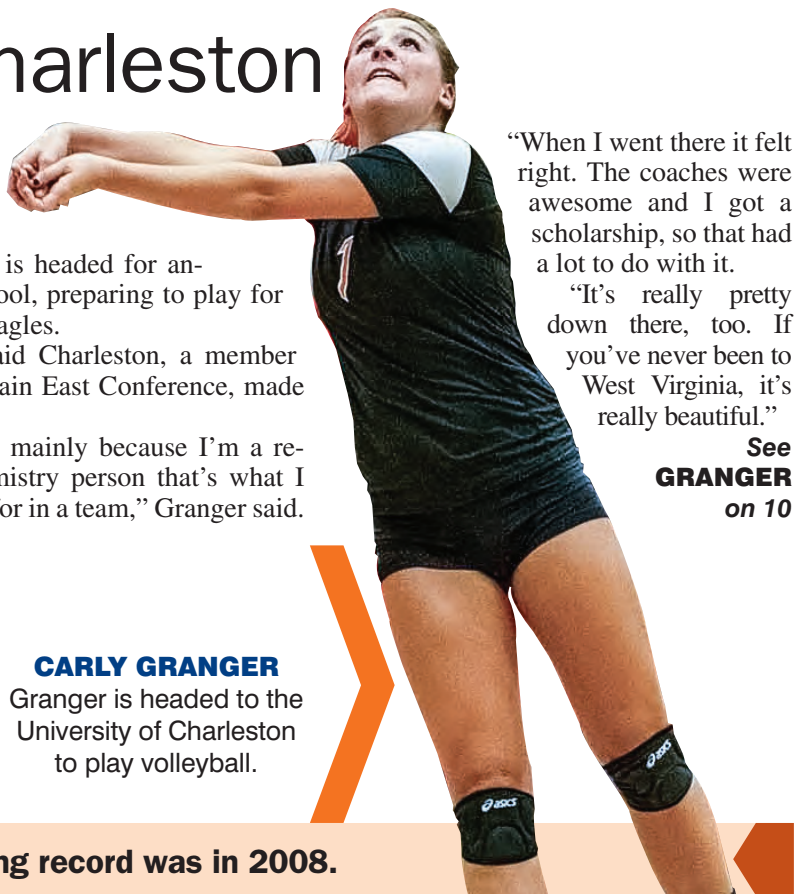 harleston
is headed for an-
ool, preparing to play for
agles.
aid Charleston, a member
ain East Conference, made
mainly because I'm a re-
mistry person that's what I
for in a team,” Granger said.
“When I went there it felt
right. The coaches were
awesome and I got a
scholarship, so that had
a lot to do with it.
“It's really pretty
down there, too. If
you've never been to
West Virginia, it's
really beautiful.”
See
GRANGER
on 10
1
CARLY GRANGER
Granger is headed to the
University of Charleston
to play volleyball.
asics
asics
ng record was in 2008.